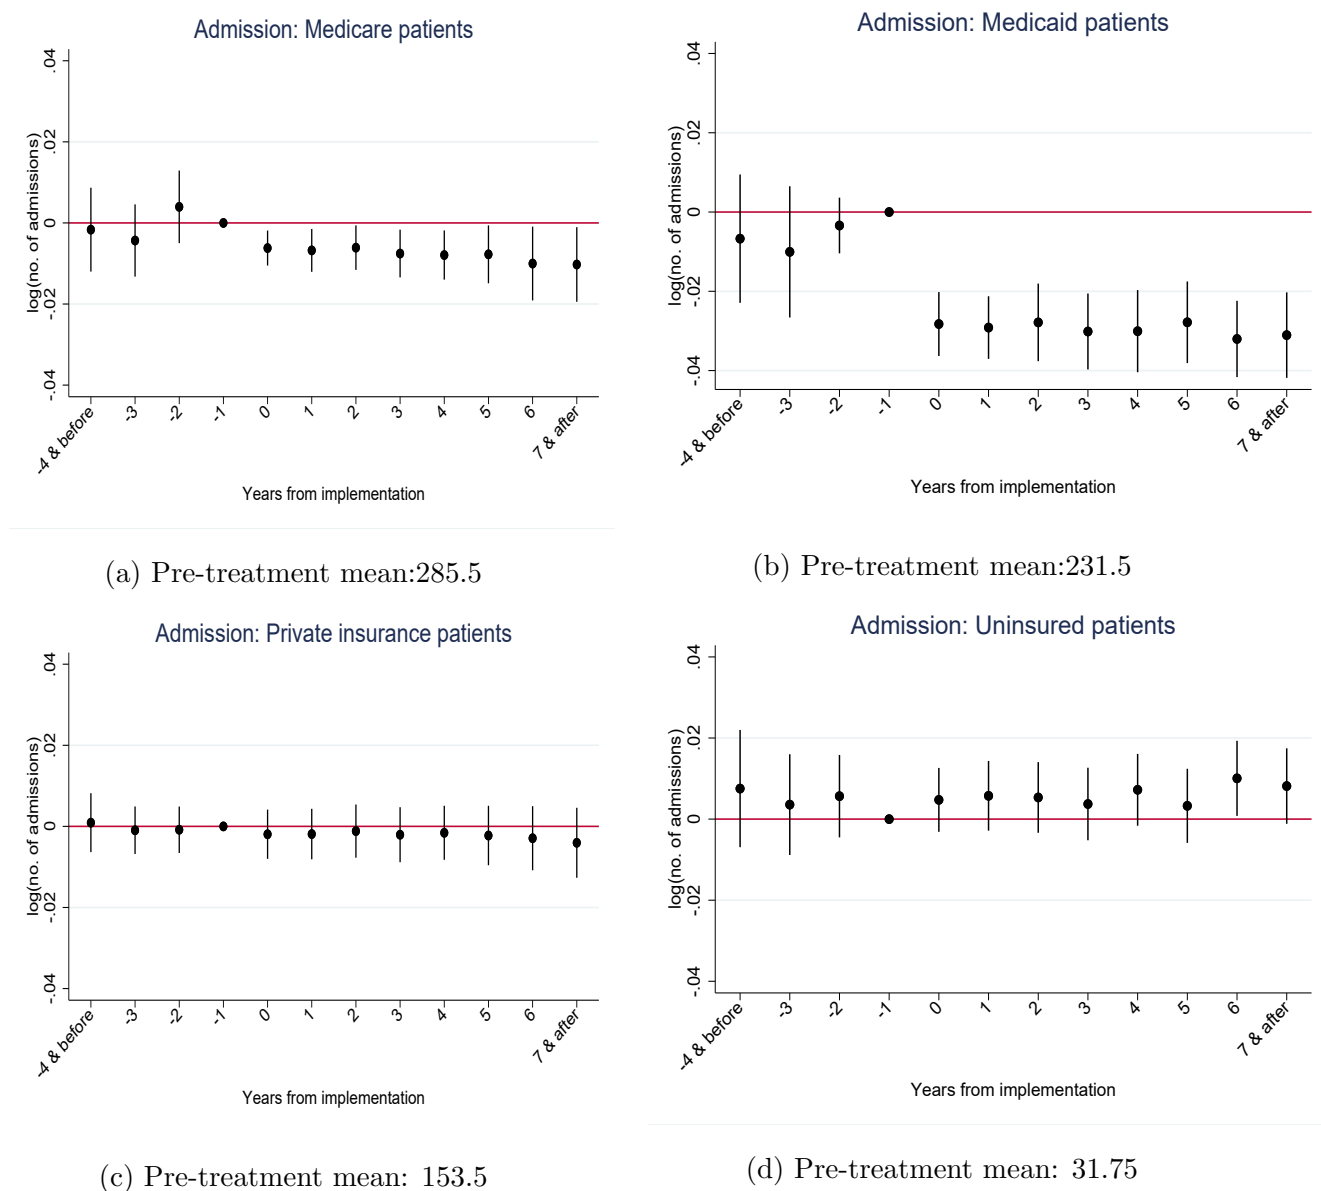 Admission: Medicare patients
log(no. of admissions)
.04
.02
0
-.02
-.04
-4 & before -3 -2 -1 0 1 2 3 4 5 6 7 & after
Years from implementation
(a) Pre-treatment mean:285.5
Admission: Medicaid patients
log(no. of admissions)
.04
.02
0
-.02
-.04
-4 & before -3 -2 -1 0 1 2 3 4 5 6 7 & after
Years from implementation
(b) Pre-treatment mean:231.5
Admission: Private insurance patients
log(no. of admissions)
.04
.02
0
-.02
-.04
-4 & before -3 -2 -1 0 1 2 3 4 5 6 7 & after
Years from implementation
(c) Pre-treatment mean: 153.5
Admission: Uninsured patients
log(no. of admissions)
.04
.02
0
-.02
-.04
-4 & before -3 -2 -1 0 1 2 3 4 5 6 7 & after
Years from implementation
(d) Pre-treatment mean: 31.75